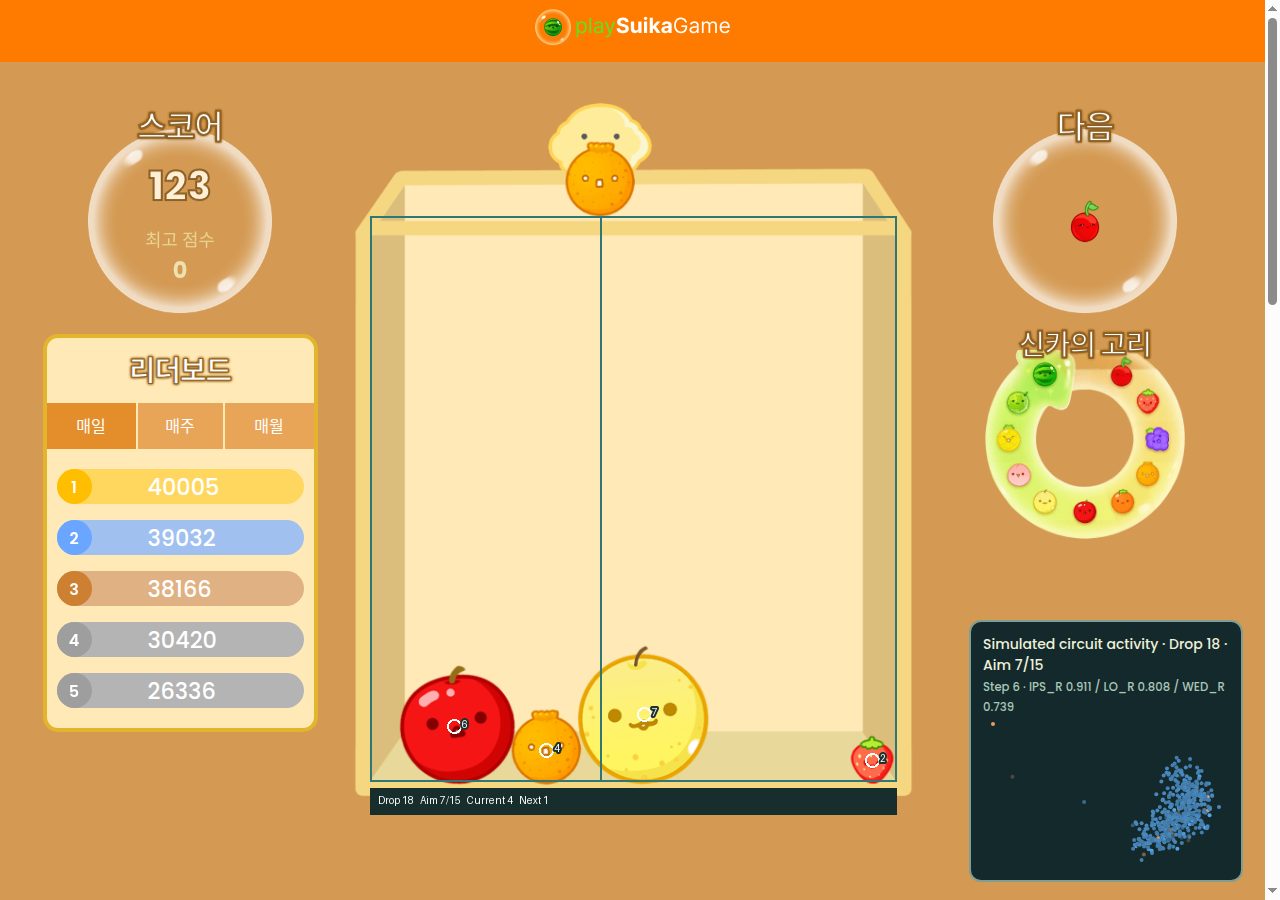 playSuikaGame
스코어
123
최고 점수
0
다음
리더보드
매일 매주 매월
1 40005
2 39032
3 38166
4 30420
5 26336
신카의 고리
6
4
7
2
Drop 18 Aim 7/15 Current 4 Next 1
Simulated circuit activity · Drop 18 ·
Aim 7/15
Step 6 · IPS_R 0.911 / LO_R 0.808 / WED_R
0.739